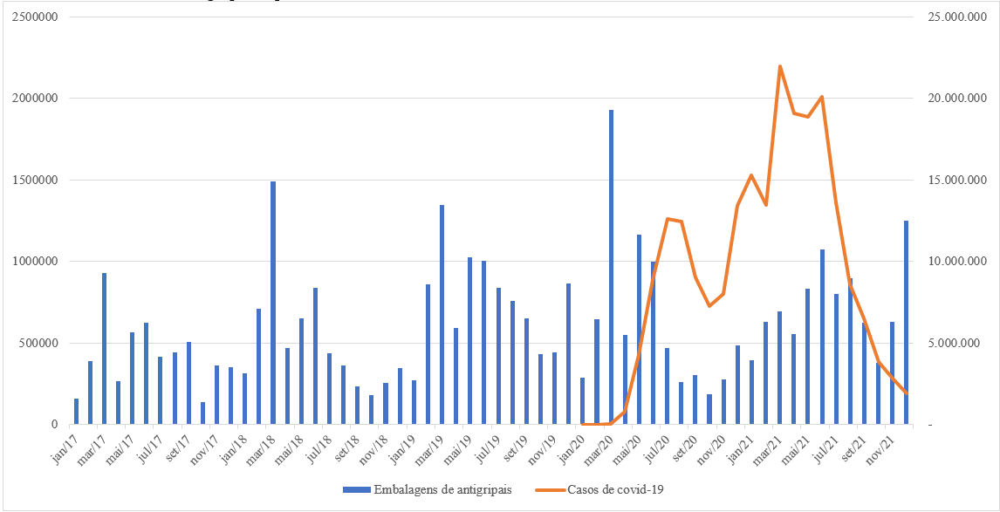 2500000
2000000
1500000
1000000
500000
0
25.000.000
20.000.000
15.000.000
10.000.000
5.000.000
-
jan/17
mar/17
mai/17
jul/17
set/17
nov/17
jan/18
mar/18
mai/18
jul/18
set/18
nov/18
jan/19
mar/19
mai/19
jul/19
set/19
nov/19
jan/20
mar/20
mai/20
jul/20
set/20
nov/20
jan/21
mar/21
mai/21
jul/21
set/21
nov/21
Embalagens de antigripais
Casos de covid-19